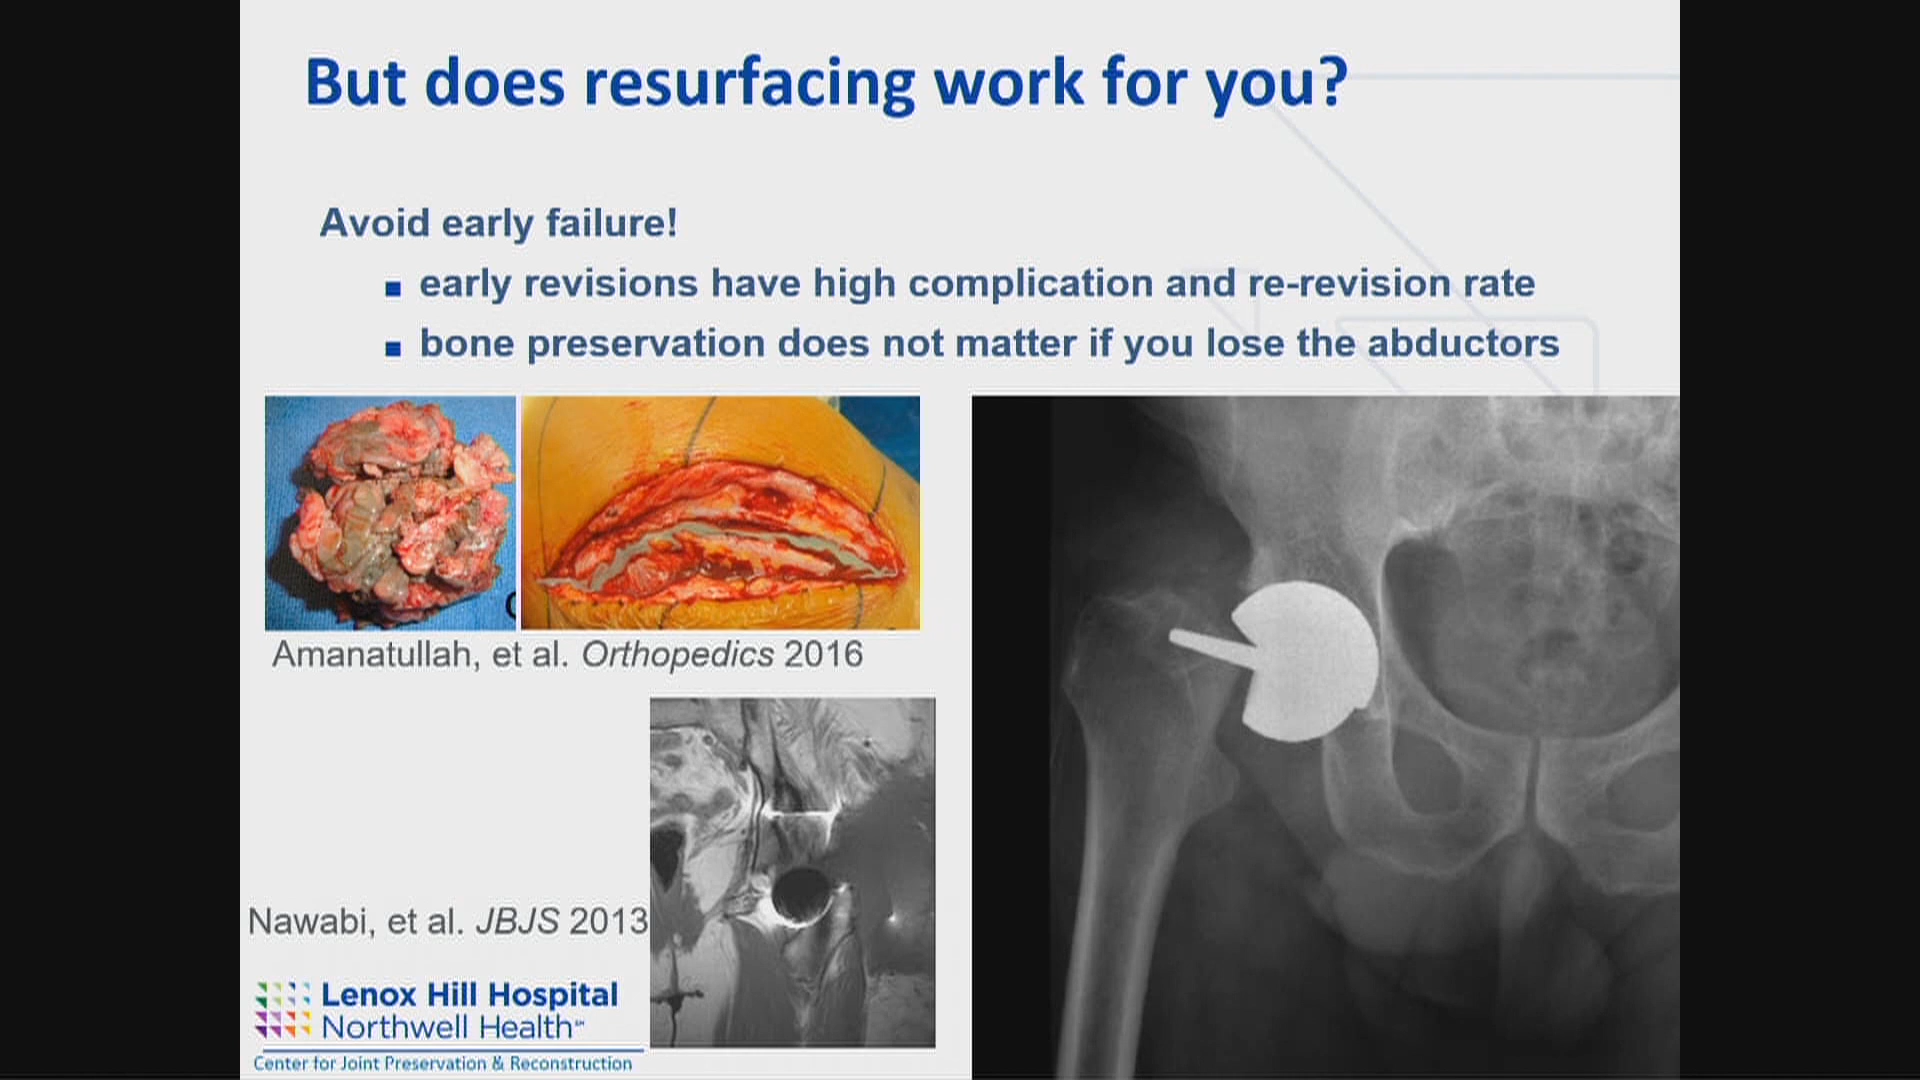 But does resurfacing work for you?
Avoid early failure!
early revisions have high complication and re-revision rate
bone preservation does not matter if you lose the abductors
Amanatullah, et al. Orthopedics 2016
Nawabi, et al. JBJS 2013
Lenox Hill Hospital
Northwell Health℠
Center for Joint Preservation & Reconstruction